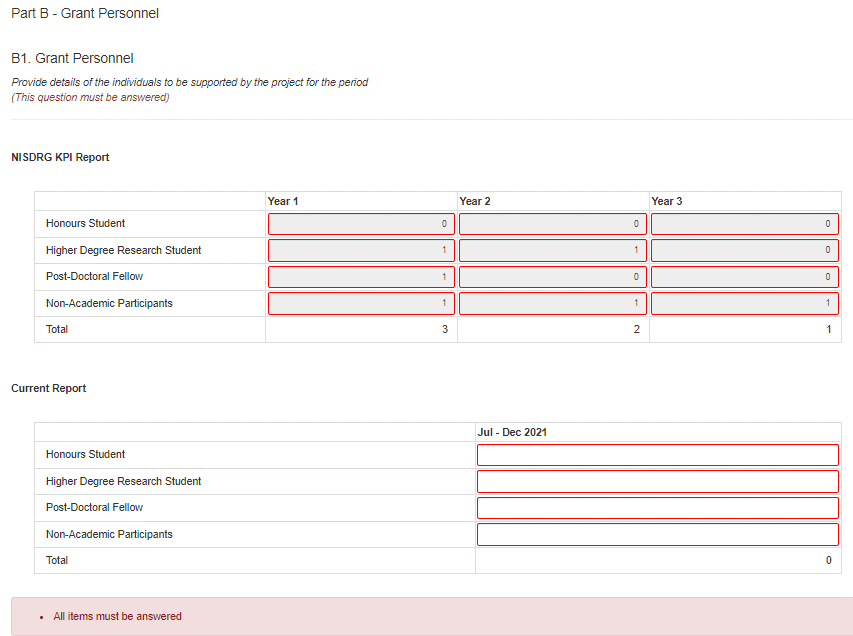 Part B - Grant Personnel
B1. Grant Personnel
Provide details of the individuals to be supported by the project for the period
(This question must be answered)
NISDRG KPI Report
Year 1 Year 2 Year 3
Honours Student 0 0 0
Higher Degree Research Student 1 1 0
Post-Doctoral Fellow 1 0 0
Non-Academic Participants 1 1 1
Total 3 2 1
Current Report
Jul - Dec 2021
Honours Student
Higher Degree Research Student
Post-Doctoral Fellow
Non-Academic Participants
Total 0
• All items must be answered